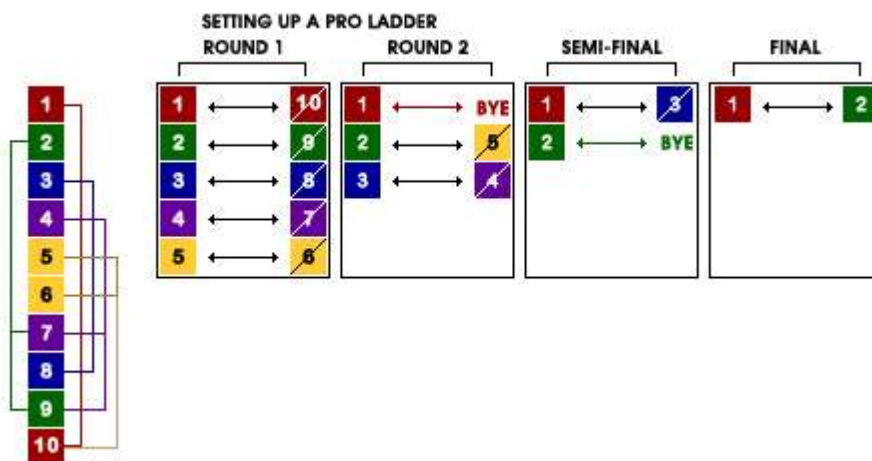 SETTING UP A PRO LADDER
ROUND 1 ROUND 2 SEMI-FINAL FINAL
1 1 10 1 BYE 1 3 1 2
2 2 9 2 5 2 BYE
3 3 8 3 4
4 4 7
5 5 6
6
7
8
9
10